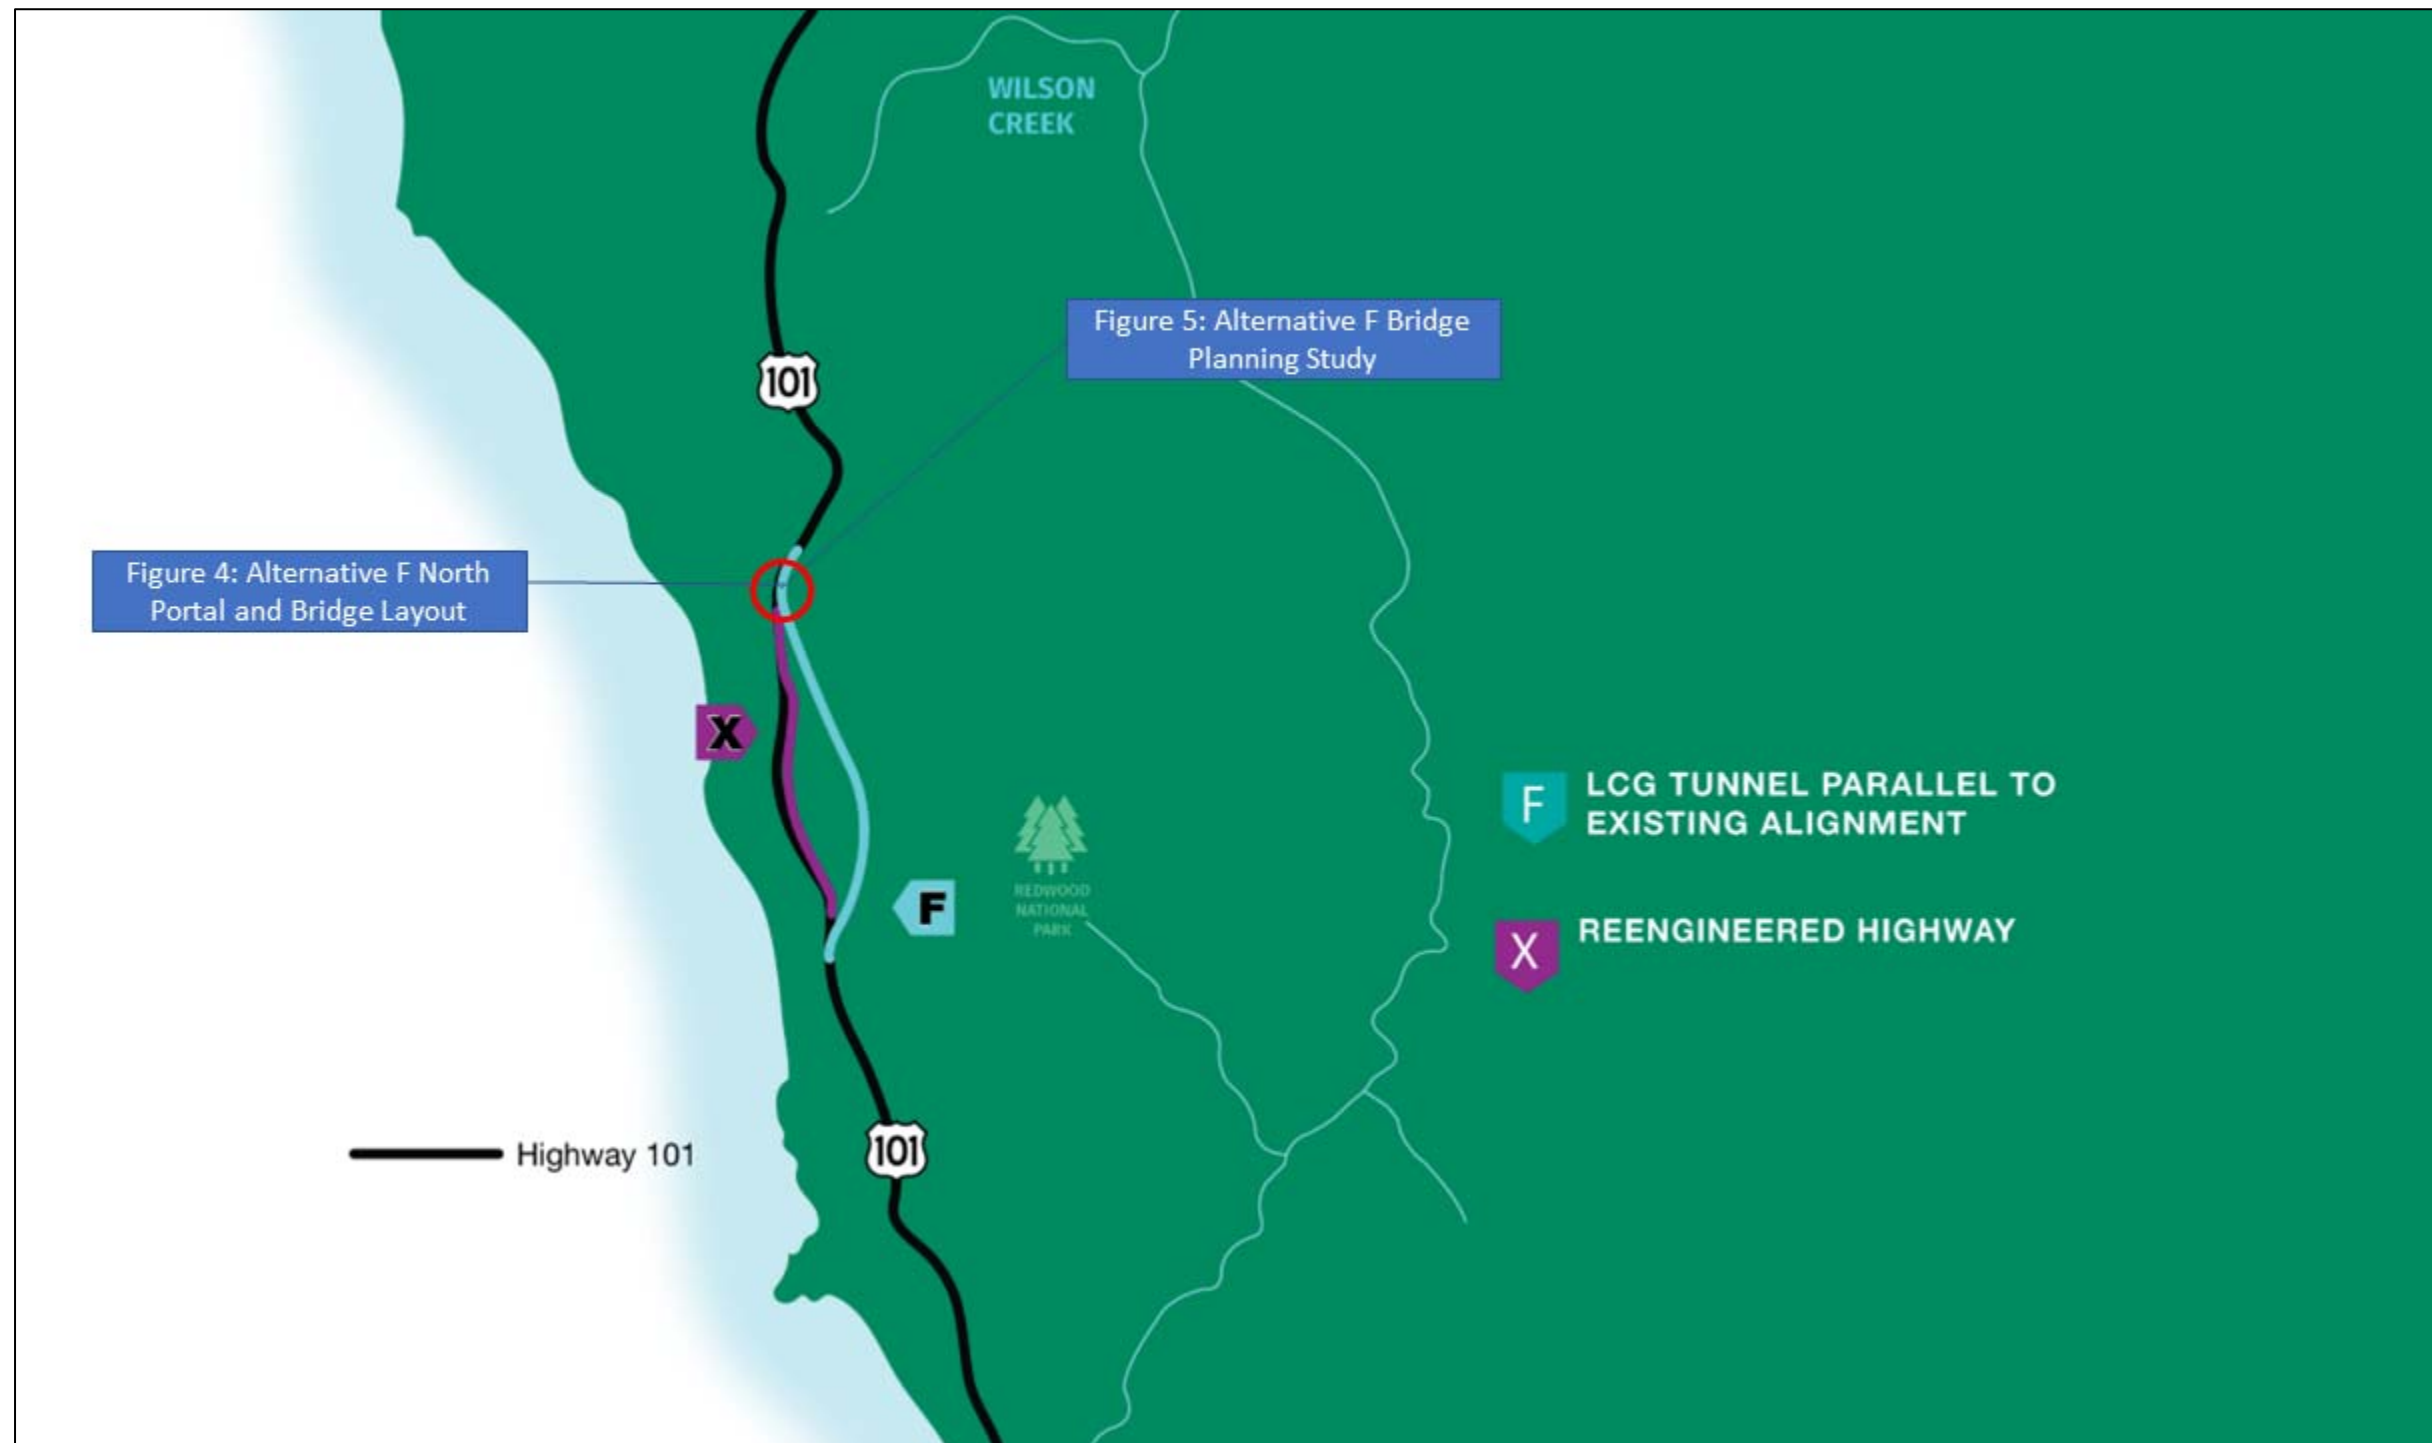 WILSON
CREEK
Figure 5: Alternative F Bridge
Planning Study
101
Figure 4: Alternative F North
Portal and Bridge Layout
X
F
REDWOOD
NATIONAL
PARK
F
LCG TUNNEL PARALLEL TO
EXISTING ALIGNMENT
X
REENGINEERED HIGHWAY
Highway 101
101